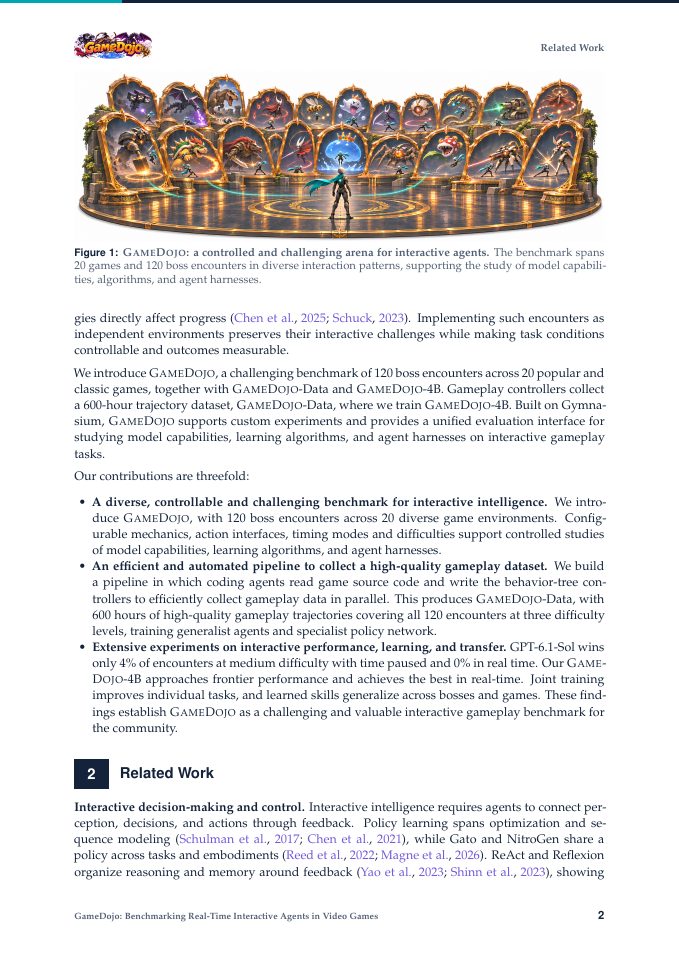 GameDojo
Related Work
Figure 1: GAMEDOJO: a controlled and challenging arena for interactive agents. The benchmark spans
20 games and 120 boss encounters in diverse interaction patterns, supporting the study of model capabili-
ties, algorithms, and agent harnesses.
gies directly affect progress (Chen et al., 2025; Schuck, 2023). Implementing such encounters as
independent environments preserves their interactive challenges while making task conditions
controllable and outcomes measurable.
We introduce GAMEDOJO, a challenging benchmark of 120 boss encounters across 20 popular and
classic games, together with GAMEDOJO-Data and GAMEDOJO-4B. Gameplay controllers collect
a 600-hour trajectory dataset, GAMEDOJO-Data, where we train GAMEDOJO-4B. Built on Gymna-
sium, GAMEDOJO supports custom experiments and provides a unified evaluation interface for
studying model capabilities, learning algorithms, and agent harnesses on interactive gameplay
tasks.
Our contributions are threefold:
• A diverse, controllable and challenging benchmark for interactive intelligence. We intro-
duce GAMEDOJO, with 120 boss encounters across 20 diverse game environments. Config-
urable mechanics, action interfaces, timing modes and difficulties support controlled studies
of model capabilities, learning algorithms, and agent harnesses.
• An efficient and automated pipeline to collect a high-quality gameplay dataset. We build
a pipeline in which coding agents read game source code and write the behavior-tree con-
trollers to efficiently collect gameplay data in parallel. This produces GAMEDOJO-Data, with
600 hours of high-quality gameplay trajectories covering all 120 encounters at three difficulty
levels, training generalist agents and specialist policy network.
• Extensive experiments on interactive performance, learning, and transfer. GPT-6.1-Sol wins
only 4% of encounters at medium difficulty with time paused and 0% in real time. Our GAME-
DOJO-4B approaches frontier performance and achieves the best in real-time. Joint training
improves individual tasks, and learned skills generalize across bosses and games. These find-
ings establish GAMEDOJO as a challenging and valuable interactive gameplay benchmark for
the community.
2 Related Work
Interactive decision-making and control. Interactive intelligence requires agents to connect per-
ception, decisions, and actions through feedback. Policy learning spans optimization and se-
quence modeling (Schulman et al., 2017; Chen et al., 2021), while Gato and NitroGen share a
policy across tasks and embodiments (Reed et al., 2022; Magne et al., 2026). ReAct and Reflexion
organize reasoning and memory around feedback (Yao et al., 2023; Shinn et al., 2023), showing
GameDojo: Benchmarking Real-Time Interactive Agents in Video Games
2